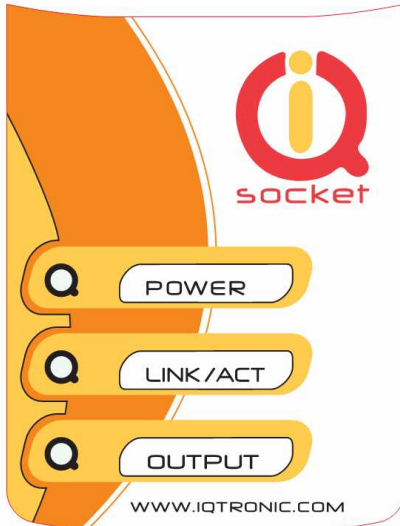 iQ
socket
POWER
LINK/ACT
OUTPUT
WWW.IQTRONIC.COM